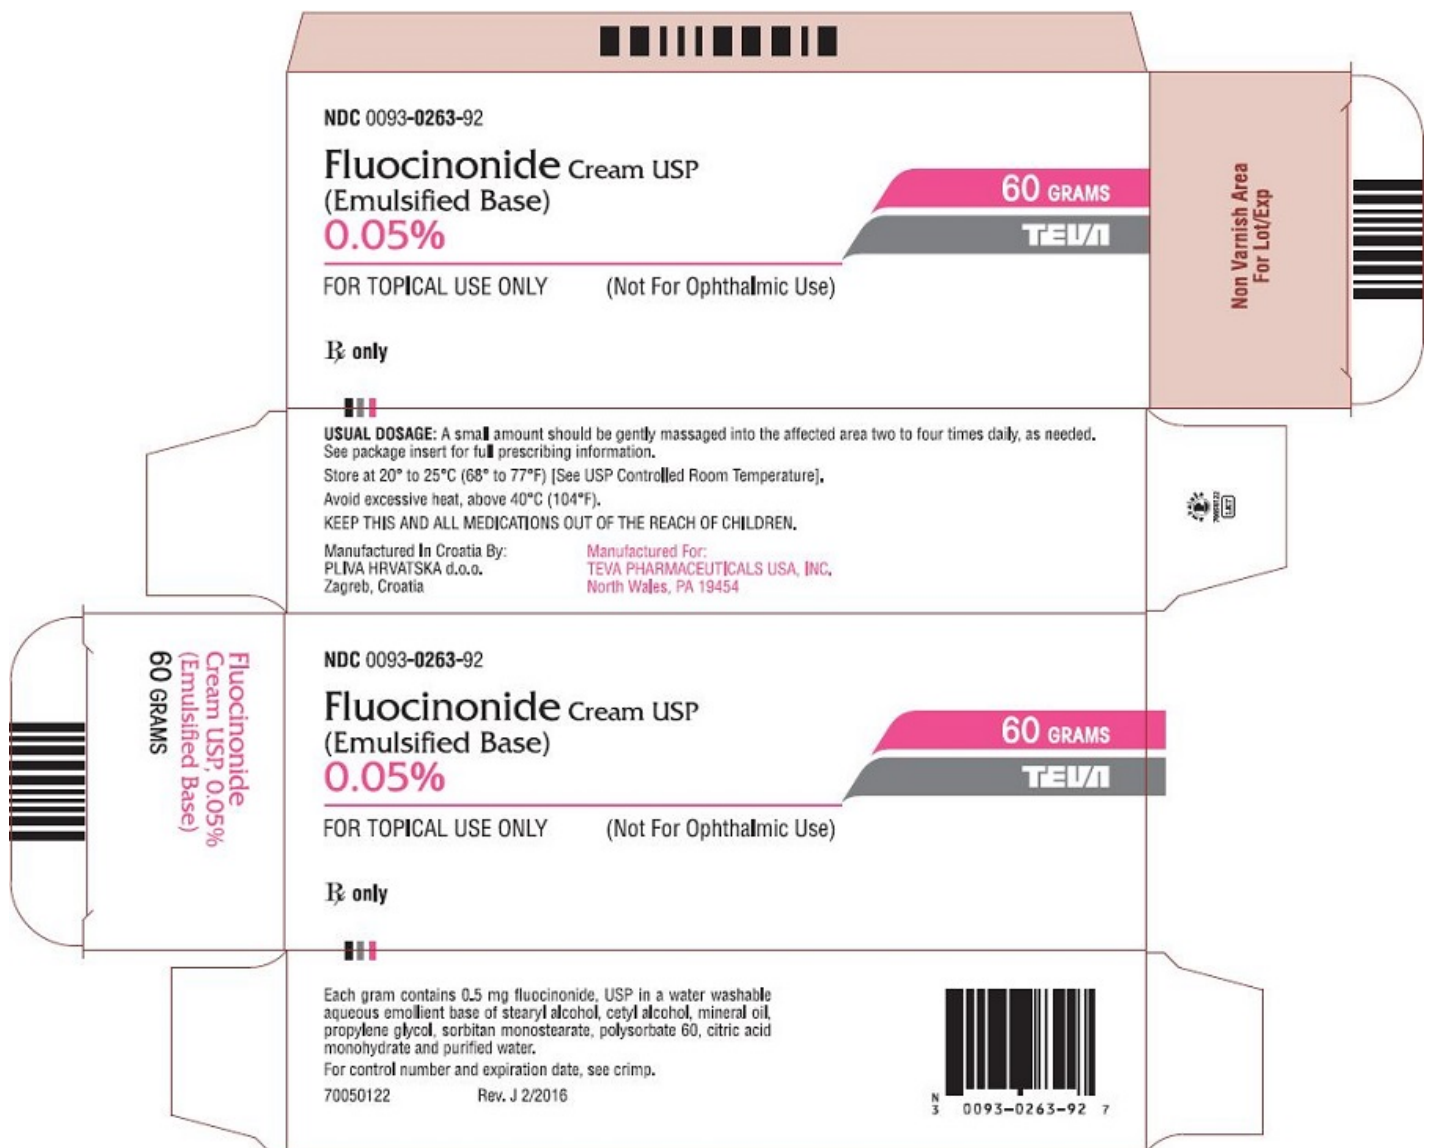 NDC 0093-0263-92
Fluocinonide Cream USP
(Emulsified Base)
0.05%
60 GRAMS
TEVA
FOR TOPICAL USE ONLY (Not For Ophthalmic Use)
Rx only
Non Varnish Area
For Lot/Exp
USUAL DOSAGE: A small amount should be gently massaged into the affected area two to four times daily, as needed.
See package insert for full prescribing information.
Store at 20° to 25°C (68° to 77°F) [See USP Controlled Room Temperature].
Avoid excessive heat, above 40°C (104°F).
KEEP THIS AND ALL MEDICATIONS OUT OF THE REACH OF CHILDREN.
Manufactured In Croatia By:
PLIVA HRVATSKA d.o.o.
Zagreb, Croatia
Manufactured For:
TEVA PHARMACEUTICALS USA, INC.
North Wales, PA 19454
70050122
Fluocinonide
Cream USP, 0.05%
(Emulsified Base)
60 GRAMS
NDC 0093-0263-92
Fluocinonide Cream USP
(Emulsified Base)
0.05%
60 GRAMS
TEVA
FOR TOPICAL USE ONLY (Not For Ophthalmic Use)
Rx only
Each gram contains 0.5 mg fluocinonide, USP in a water washable
aqueous emollient base of stearyl alcohol, cetyl alcohol, mineral oil,
propylene glycol, sorbitan monostearate, polysorbate 60, citric acid
monohydrate and purified water.
For control number and expiration date, see crimp.
70050122 Rev. J 2/2016
N
3 0093-0263-92 7